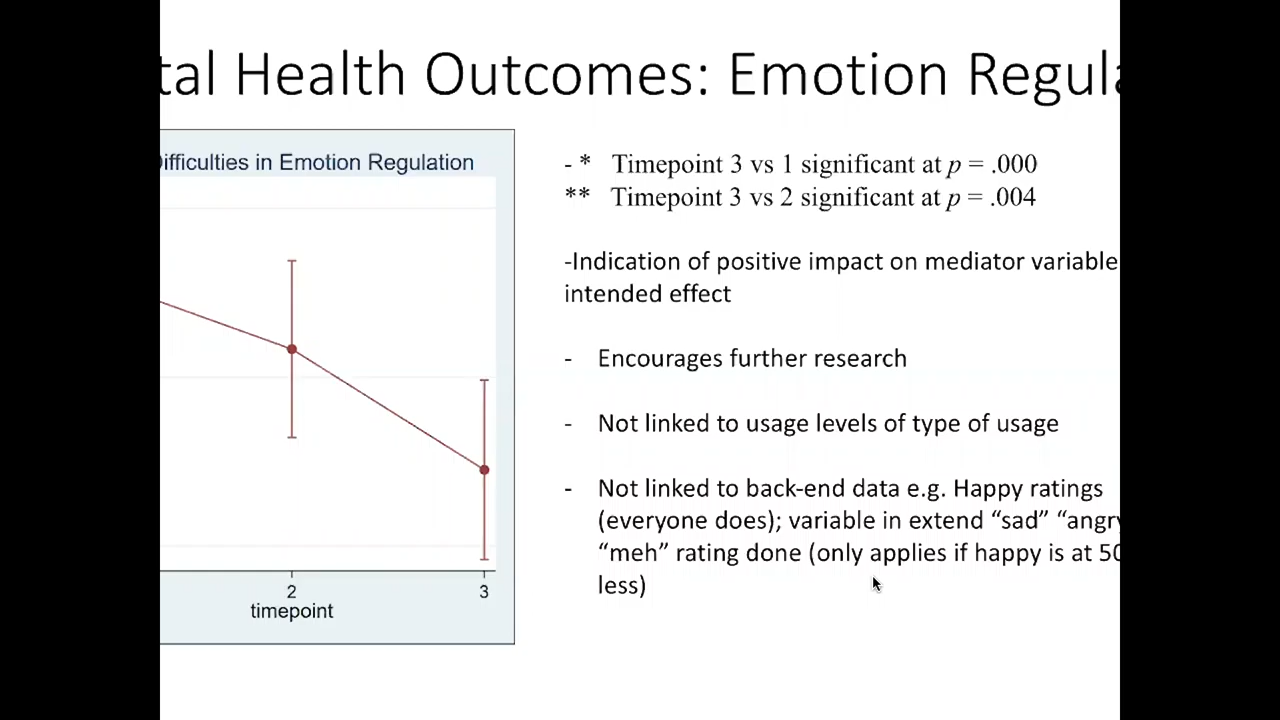 tal Health Outcomes: Emotion Regula
ifficulties in Emotion Regulation
2
3
timepoint
- * Timepoint 3 vs 1 significant at p = .000
** Timepoint 3 vs 2 significant at p = .004
-Indication of positive impact on mediator variable
intended effect
- Encourages further research
- Not linked to usage levels of type of usage
- Not linked to back-end data e.g. Happy ratings
(everyone does); variable in extend “sad” “angry
“meh” rating done (only applies if happy is at 50
less)